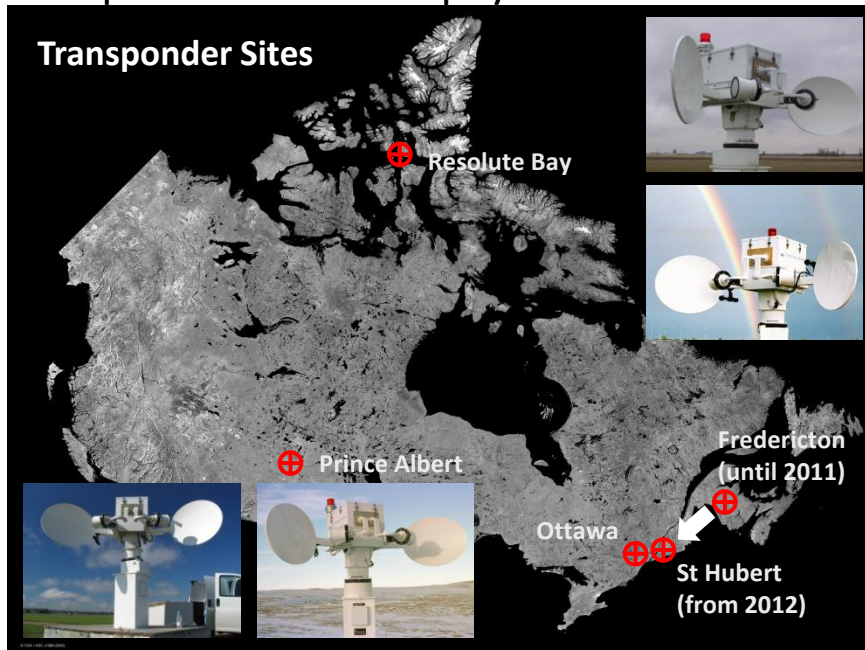 Transponder Sites
Resolute Bay
Prince Albert
Fredericton
(until 2011)
Ottawa
St Hubert
(from 2012)